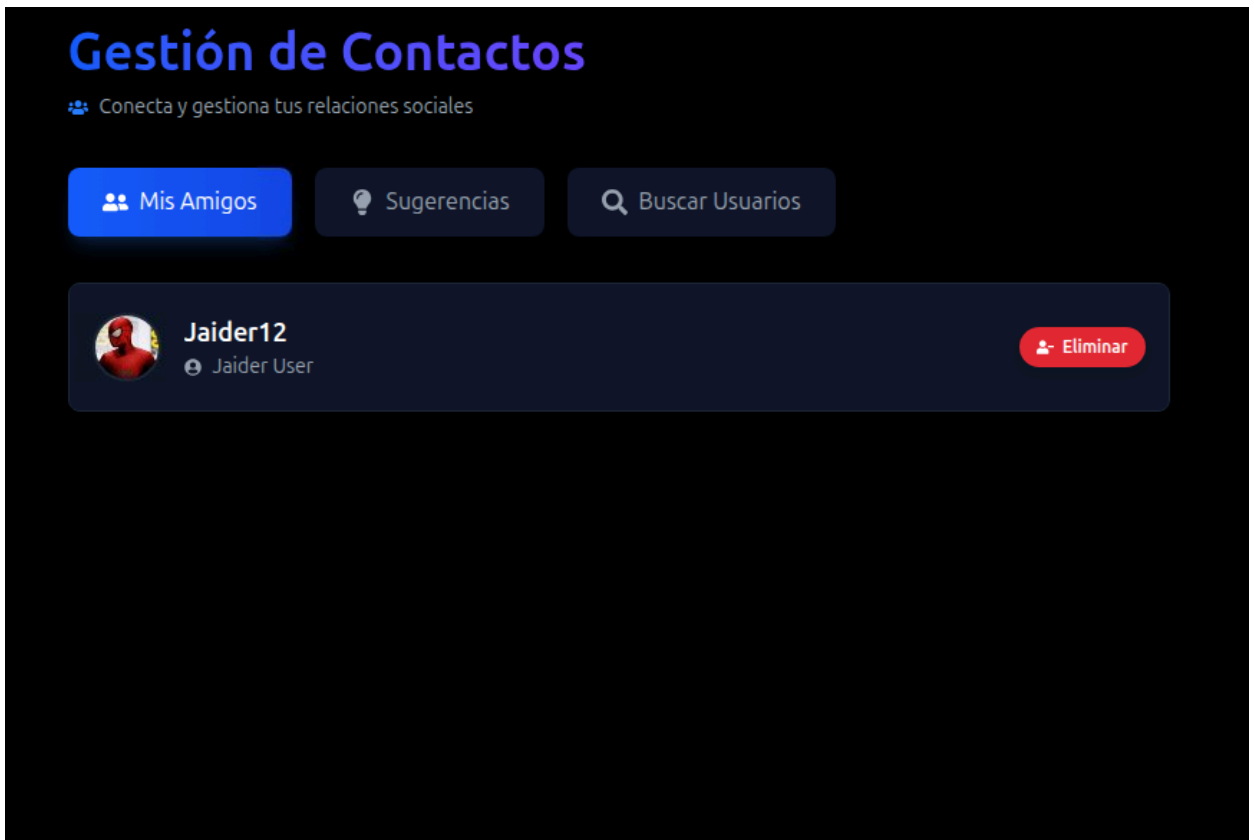 Gestión de Contactos
Conecta y gestiona tus relaciones sociales
Mis Amigos
Sugerencias
Buscar Usuarios
Jaider12
Jaider User
Eliminar